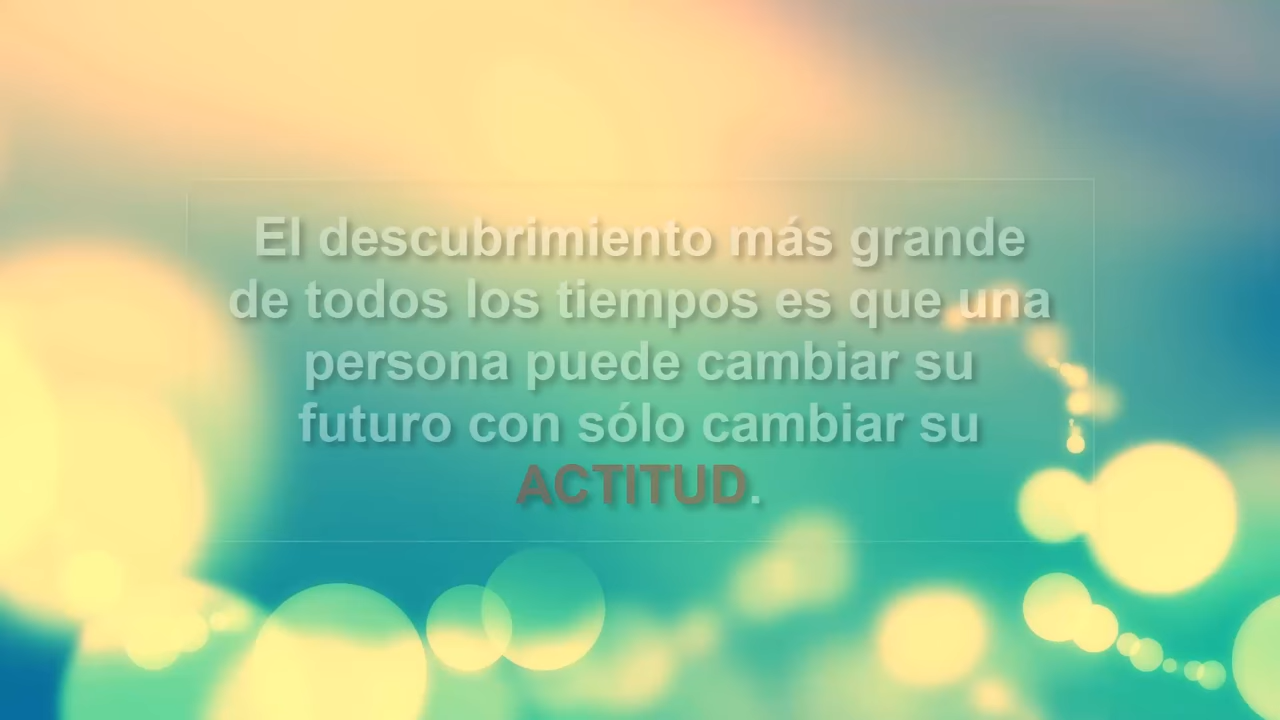 El descubrimiento más grande
de todos los tiempos es que una
persona puede cambiar su
futuro con sólo cambiar su
ACTITUD.